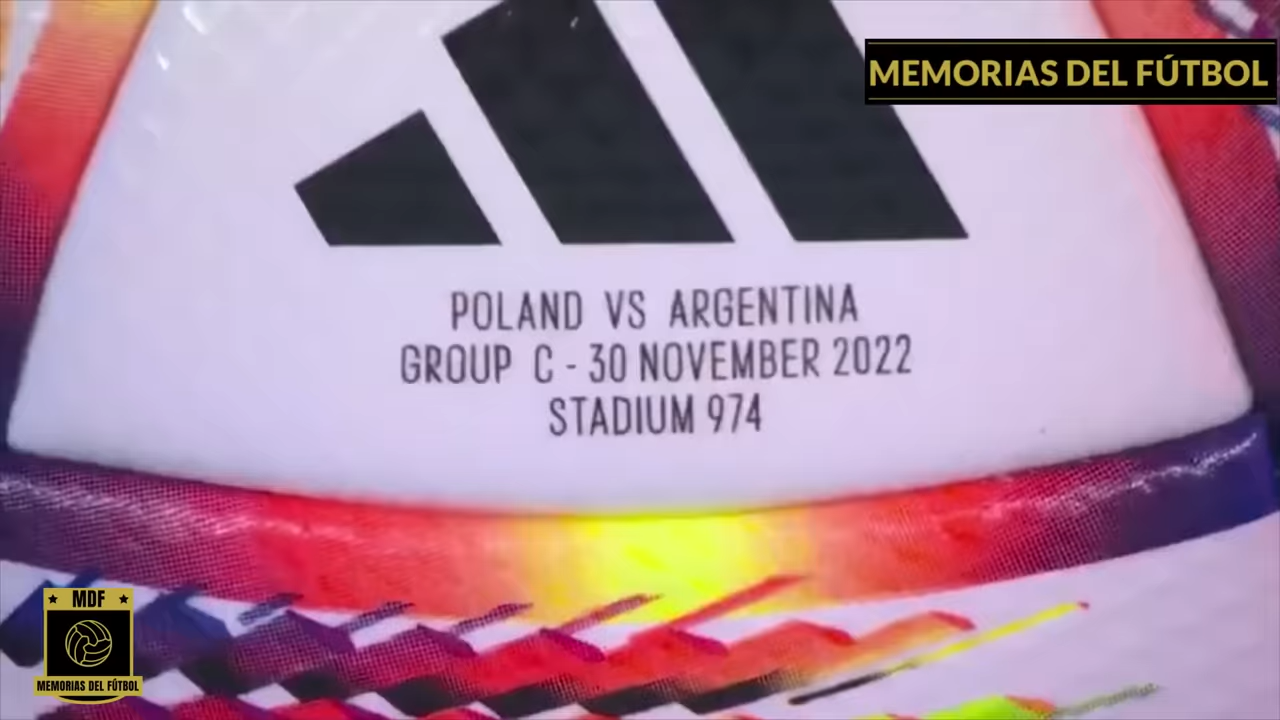 MEMORIAS DEL FÚTBOL
POLAND VS ARGENTINA
GROUP C - 30 NOVEMBER 2022
STADIUM 974
MDF
MEMORIAS DEL FÚTBOL